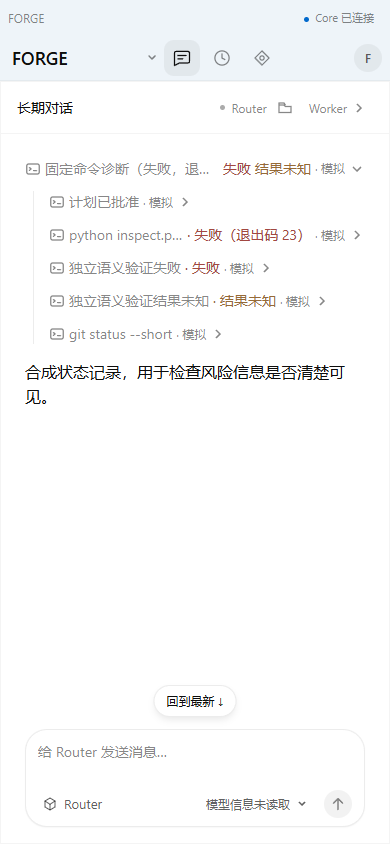 FORGE
Core 已连接
FORGE
F
长期对话
Router
Worker
固定命令诊断（失败，退... 失败 结果未知 · 模拟
计划已批准 · 模拟
python inspect.p... · 失败（退出码 23） · 模拟
独立语义验证失败 · 失败 · 模拟
独立语义验证结果未知 · 结果未知 · 模拟
git status --short · 模拟
合成状态记录，用于检查风险信息是否清楚可
见。
回到最新 ↓
给 Router 发送消息...
Router
模型信息未读取